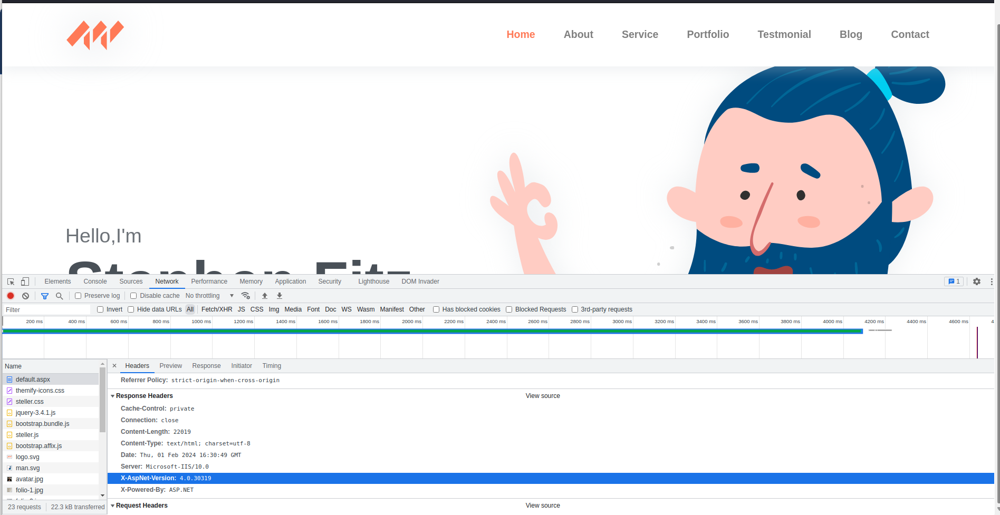 Home About Service Portfolio Testmonial Blog Contact
Hello,I'm
Stephen Fitz
Elements Console Sources Network Performance Memory Application Security Lighthouse DOM Invader 1
Preserve log Disable cache No throttling
Filter Invert Hide data URLs All Fetch/XHR JS CSS Img Media Font Doc WS Wasm Manifest Other Has blocked cookies Blocked Requests 3rd-party requests
200 ms 400 ms 600 ms 800 ms 1000 ms 1200 ms 1400 ms 1600 ms 1800 ms 2000 ms 2200 ms 2400 ms 2600 ms 2800 ms 3000 ms 3200 ms 3400 ms 3600 ms 3800 ms 4000 ms 4200 ms 4400 ms 4600 ms 4
Name
default.aspx
themify-icons.css
steller.css
jquery-3.4.1.js
bootstrap.bundle.js
steller.js
bootstrap.affix.js
logo.svg
man.svg
avatar.jpg
folio-1.jpg
23 requests 22.3 kB transferred
× Headers Preview Response Initiator Timing
Referrer Policy: strict-origin-when-cross-origin
Response Headers View source
Cache-Control: private
Connection: close
Content-Length: 22019
Content-Type: text/html; charset=utf-8
Date: Thu, 01 Feb 2024 16:30:49 GMT
Server: Microsoft-IIS/10.0
X-AspNet-Version: 4.0.30319
X-Powered-By: ASP.NET
Request Headers View source